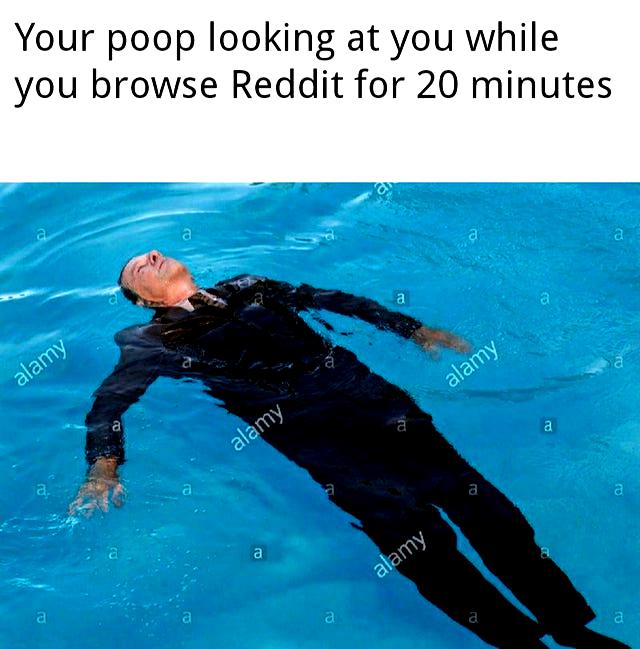 Your poop looking at you while
you browse Reddit for 20 minutes
a
a a a a a
a a a a
alamy a a alamy a
alamy
a a a
a a a a a
a a alamy a
a a a a a